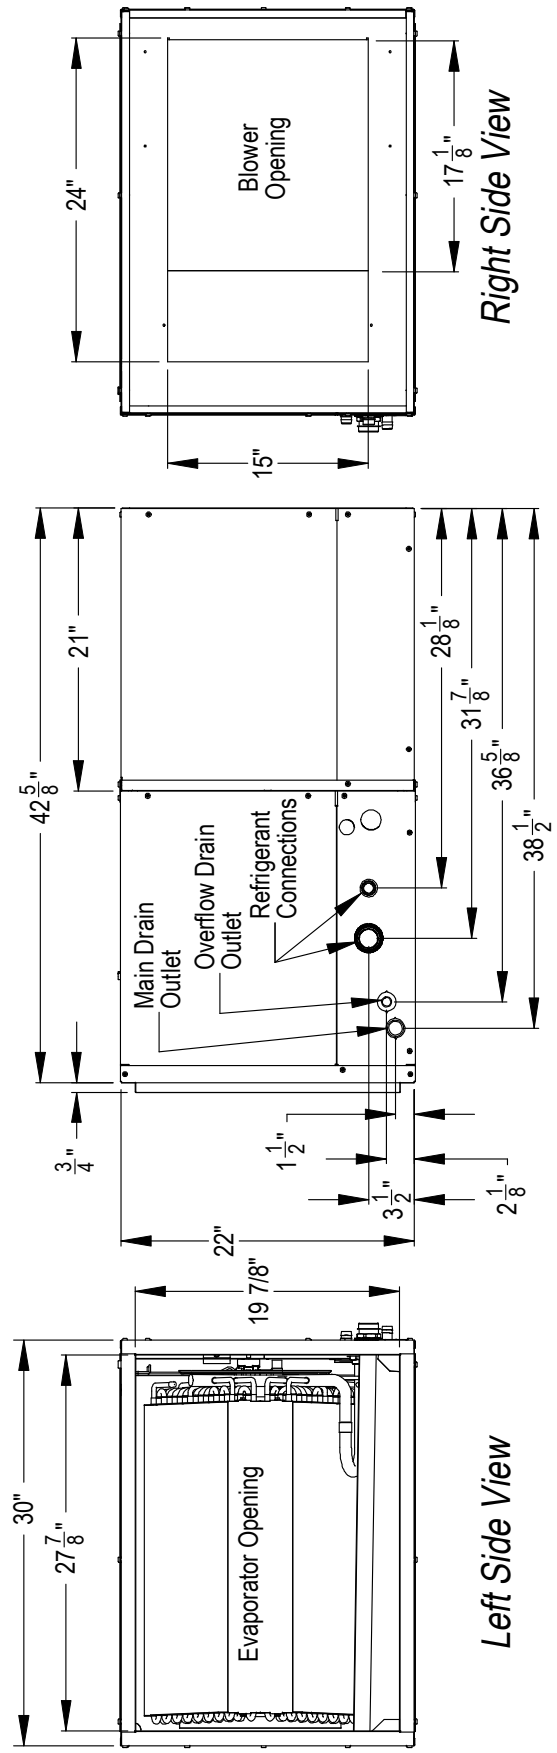 30"
27 7/8"
Evaporator Opening
19 7/8"
Left Side View
42 5/8"
21"
3/4"
22"
Main Drain
Outlet
Overflow Drain
Outlet
Refrigerant
Connections
1 1/2"
3 1/2"
2 1/8"
28 1/8"
31 7/8"
36 5/8"
38 1/2"
24"
15"
Blower
Opening
17 1/8"
Right Side View